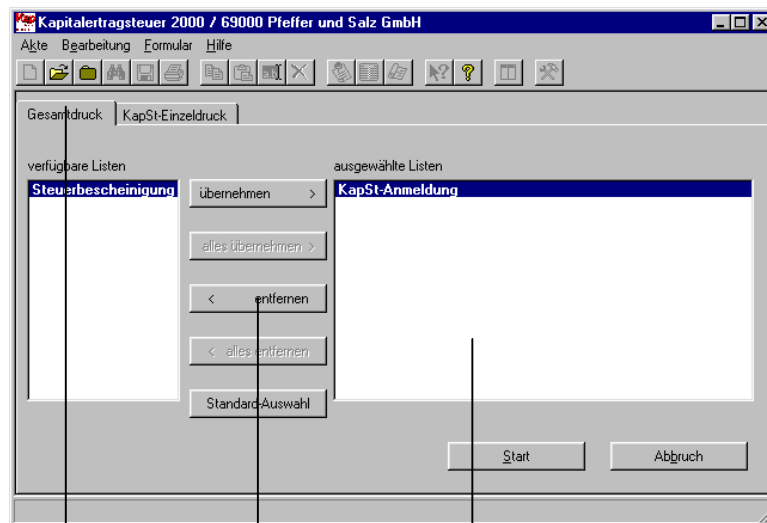 Kapitalertragsteuer 2000 / 69000 Pfeffer und Salz GmbH
Akte Bearbeitung Formular Hilfe
Gesamtdruck KapSt-Einzeldruck
verfügbare Listen ausgewählte Listen
Steuerbescheinigung übernehmen > KapSt-Anmeldung
alles übernehmen >
< entfernen
< alles entfernen
Standard-Auswahl
Start Abbruch